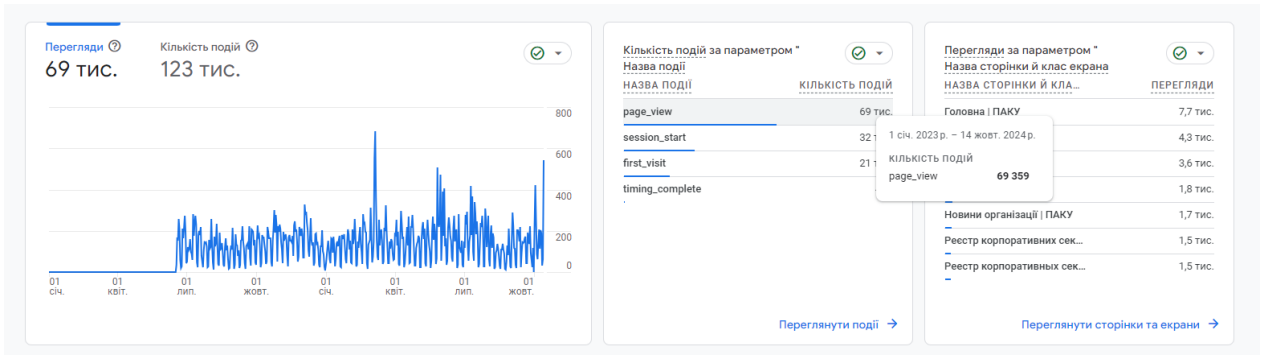 Перегляди
69 тис.
Кількість подій
123 тис.
800
600
400
200
0
01 січ.
01 квіт.
01 лип.
01 жовт.
01 січ.
01 квіт.
01 лип.
01 жовт.
Кількість подій за параметром "
Назва події
НАЗВА ПОДІЇ КІЛЬКІСТЬ ПОДІЙ
page_view 69 тис.
session_start 32
first_visit 21
timing_complete
1 січ. 2023 р. – 14 жовт. 2024 р.
КІЛЬКІСТЬ ПОДІЙ
page_view 69 359
Переглянути події
Перегляди за параметром "
Назва сторінки й клас екрана
НАЗВА СТОРІНКИ Й КЛА… ПЕРЕГЛЯДИ
Головна | ПАКУ 7,7 тис.
4,3 тис.
3,6 тис.
1,8 тис.
Новини організації | ПАКУ 1,7 тис.
Реєстр корпоративних сек… 1,5 тис.
Реестр корпоративных сек… 1,5 тис.
Переглянути сторінки та екрани